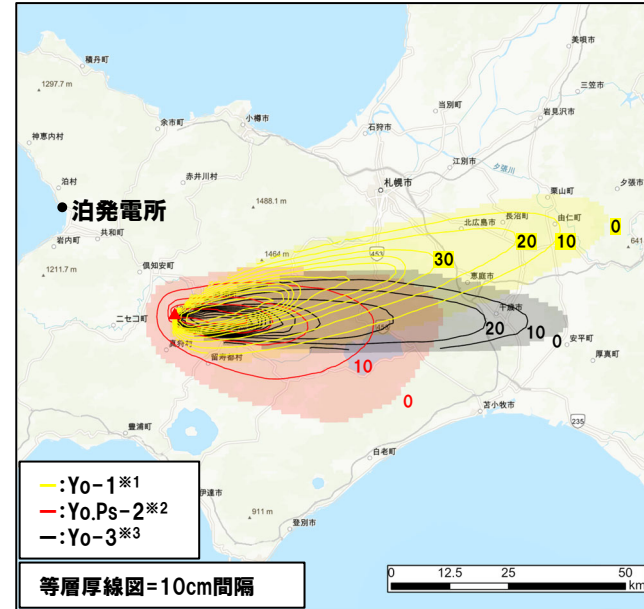 美唄市
積丹町
1297.7 m
三笠市
当別町
小樽市
岩見沢市
余市町
石狩市
神恵内村
江別市
夕張川
泊村
赤井川村
札幌市
夕張市
栗山町
1488.1 m
●泊発電所
長沼町
由仁町
北広島市
0
共和町
20
10
岩内町
641
1464 m
453
30
1211.7 m
倶知安町
恵庭市
千歳市
ニセコ町
20
10
0
安平町
真狩村
留寿都村
厚真町
10
0
苫小牧市
235
豊浦町
白老町
伊達市
911 m
登別市
ー:Yo-1※1
ー:Yo.Ps-2※2
ー:Yo-3※3
等層厚線図=10cm間隔
0 12.5 25 50
km